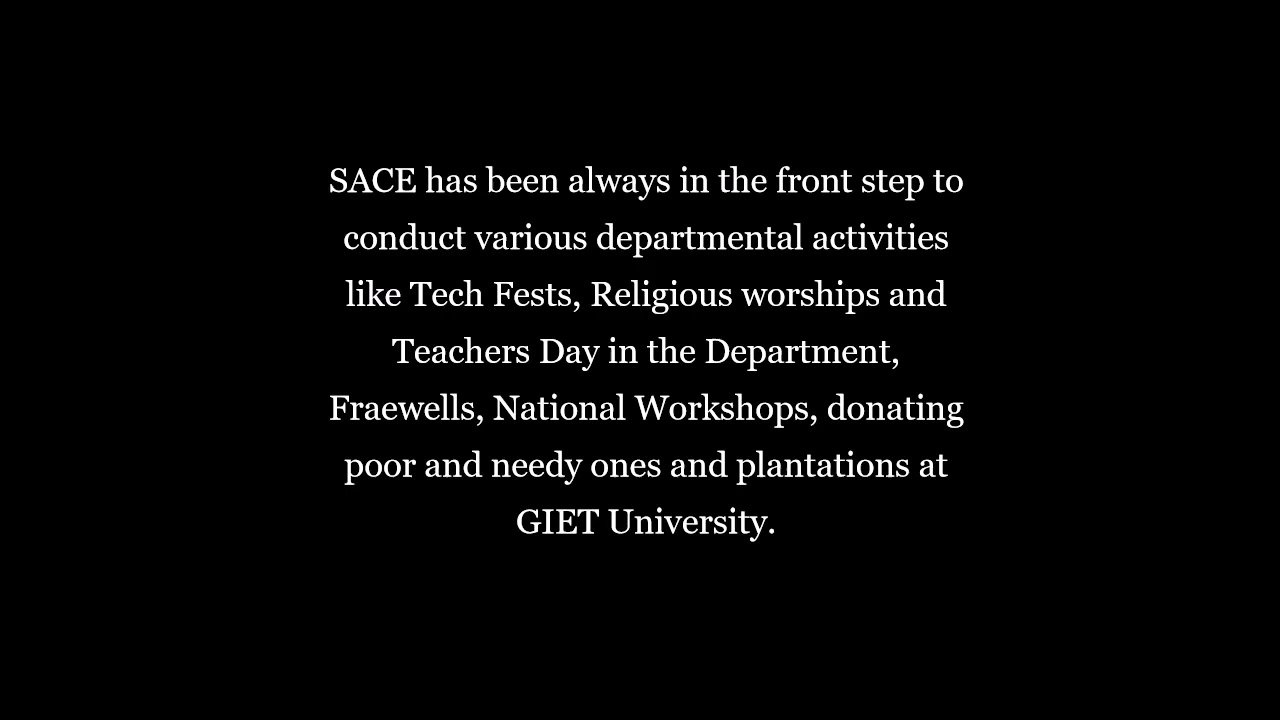 SACE has been always in the front step to
conduct various departmental activities
like Tech Fests, Religious worships and
Teachers Day in the Department,
Fraewells, National Workshops, donating
poor and needy ones and plantations at
GIET University.